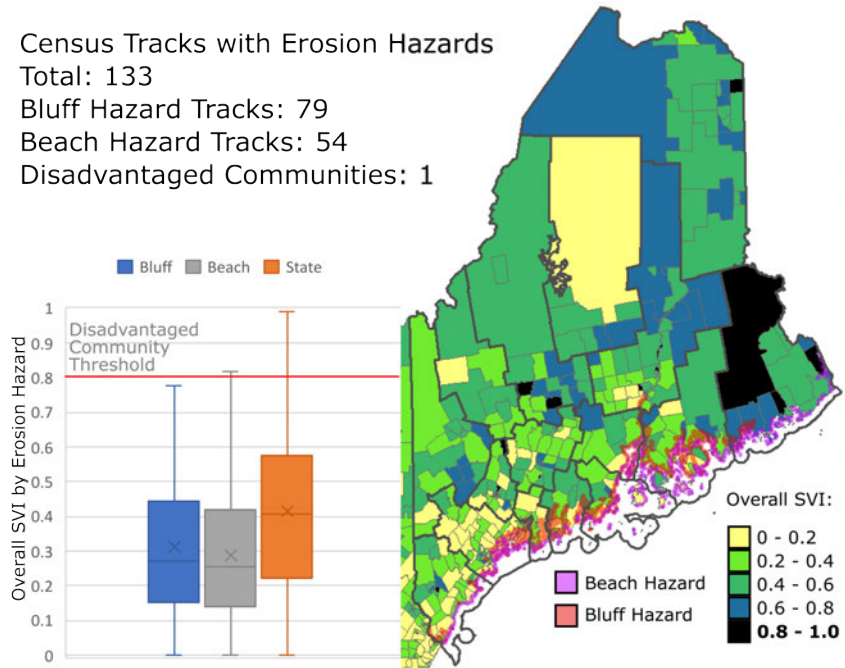 Census Tracks with Erosion Hazards
Total: 133
Bluff Hazard Tracks: 79
Beach Hazard Tracks: 54
Disadvantaged Communities: 1
Bluff Beach State
1
0.9
0.8
0.7
0.6
0.5
0.4
0.3
0.2
0.1
0
Overall SVI by Erosion Hazard
Disadvantaged
Community
Threshold
Overall SVI:
0 - 0.2
0.2 - 0.4
0.4 - 0.6
0.6 - 0.8
0.8 - 1.0
Beach Hazard
Bluff Hazard